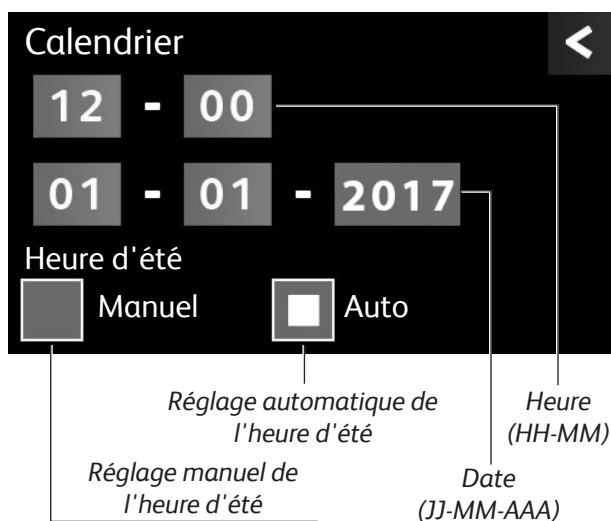 Calendrier <
12 - 00
01 - 01 - 2017
Heure d'été
Manuel Auto
Réglage automatique de
l'heure d'été
Heure
(HH-MM)
Réglage manuel de
l'heure d'été
Date
(JJ-MM-AAA)